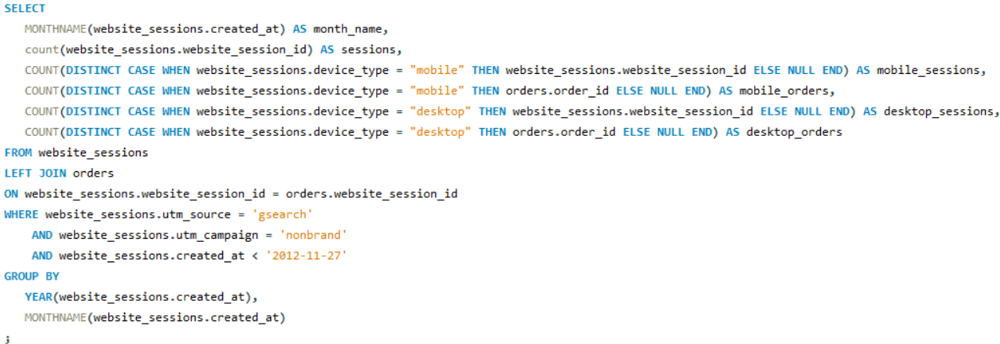 SELECT
MONTHNAME(website_sessions.created_at) AS month_name,
count(website_sessions.website_session_id) AS sessions,
COUNT(DISTINCT CASE WHEN website_sessions.device_type = "mobile" THEN website_sessions.website_session_id ELSE NULL END) AS mobile_sessions,
COUNT(DISTINCT CASE WHEN website_sessions.device_type = "mobile" THEN orders.order_id ELSE NULL END) AS mobile_orders,
COUNT(DISTINCT CASE WHEN website_sessions.device_type = "desktop" THEN website_sessions.website_session_id ELSE NULL END) AS desktop_sessions,
COUNT(DISTINCT CASE WHEN website_sessions.device_type = "desktop" THEN orders.order_id ELSE NULL END) AS desktop_orders
FROM website_sessions
LEFT JOIN orders
ON website_sessions.website_session_id = orders.website_session_id
WHERE website_sessions.utm_source = 'gsearch'
AND website_sessions.utm_campaign = 'nonbrand'
AND website_sessions.created_at < '2012-11-27'
GROUP BY
YEAR(website_sessions.created_at),
MONTHNAME(website_sessions.created_at)
;